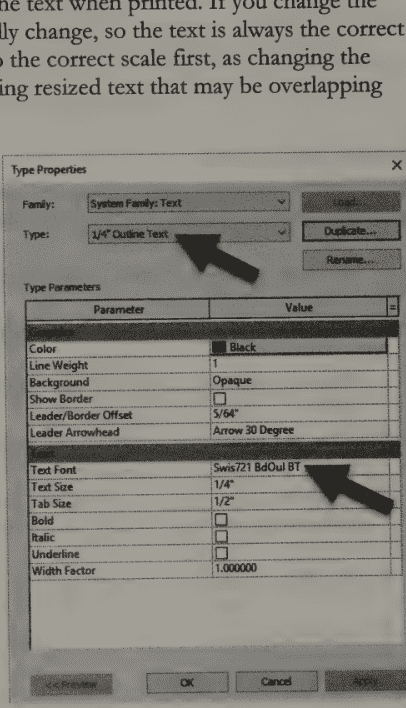 he text when printed. If you change the
lly change, so the text is always the correct
o the correct scale first, as changing the
ing resized text that may be overlapping
Type Properties X
Family: System Family: Text Load...
Type: 1/4" Outline Text Duplicate...
Rename...
Type Parameters
Parameter Value =
Color Black
Line Weight 1
Background Opaque
Show Border
Leader/Border Offset 5/64"
Leader Arrowhead Arrow 30 Degree
Text
Text Font Swis721 BdOul BT
Text Size 1/4"
Tab Size 1/2"
Bold
Italic
Underline
Width Factor 1.000000
<< Preview OK Cancel Apply